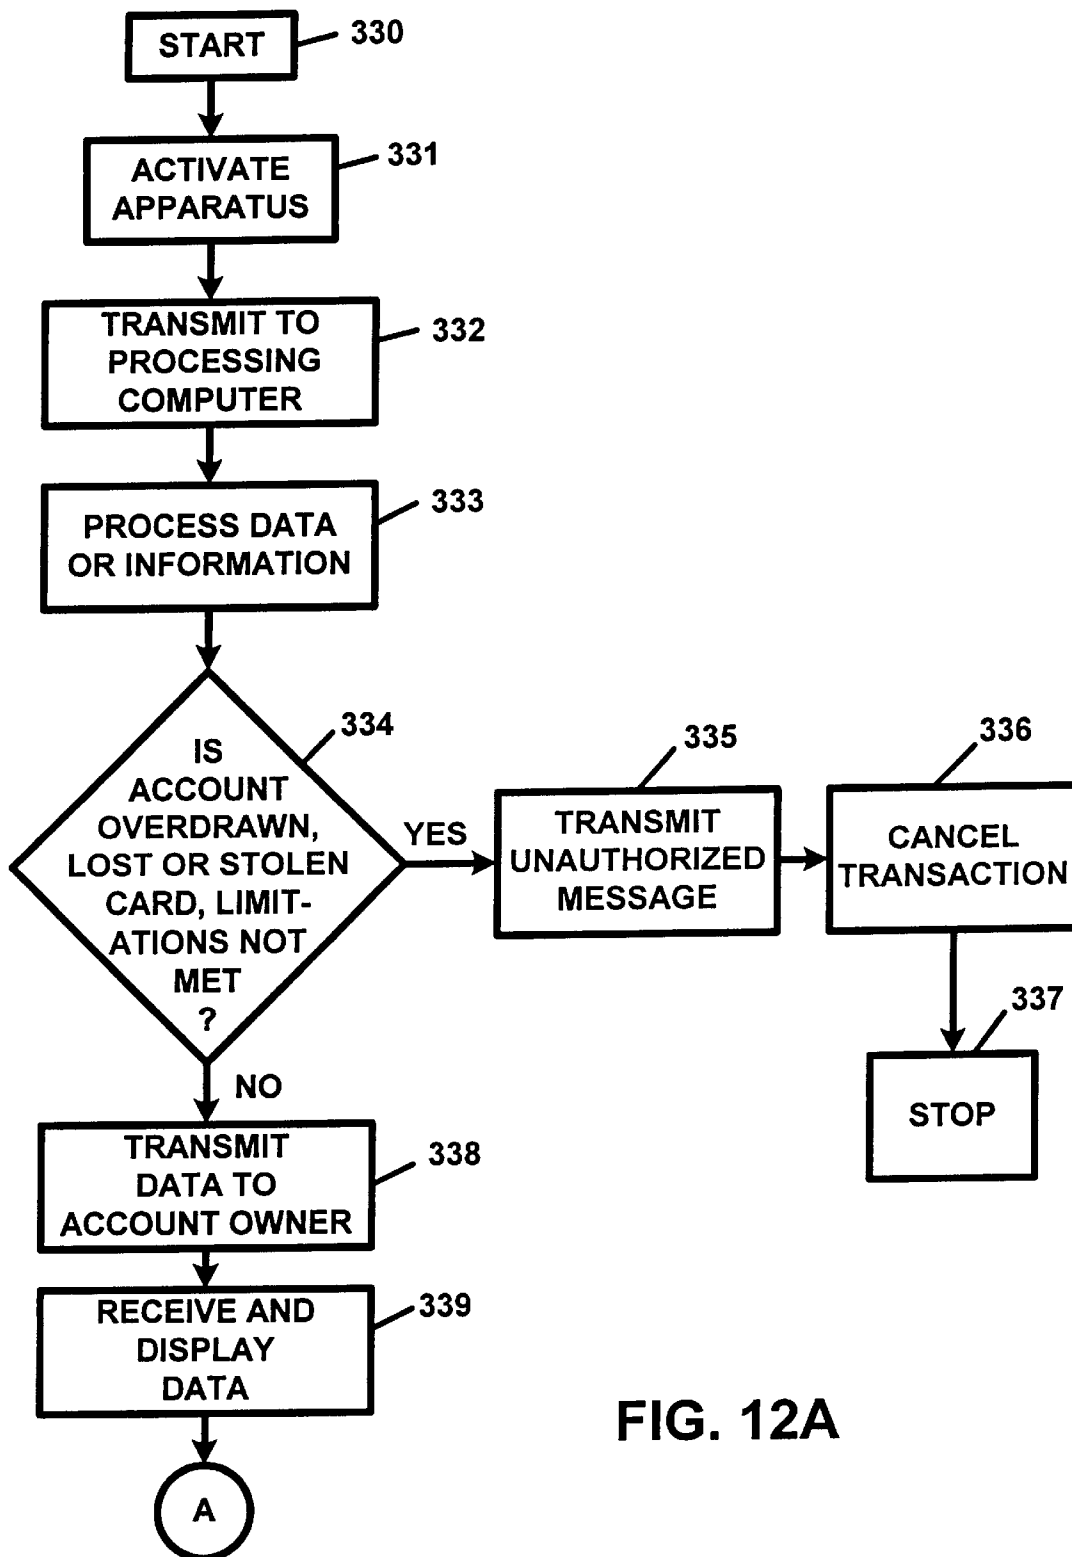 START
330
ACTIVATE
APPARATUS
331
TRANSMIT TO
PROCESSING
COMPUTER
332
PROCESS DATA
OR INFORMATION
333
IS
ACCOUNT
OVERDRAWN,
LOST OR STOLEN
CARD, LIMIT-
ATIONS NOT
MET
?
334
YES
TRANSMIT
UNAUTHORIZED
MESSAGE
335
CANCEL
TRANSACTION
336
STOP
337
NO
TRANSMIT
DATA TO
ACCOUNT OWNER
338
RECEIVE AND
DISPLAY
DATA
339
A
FIG. 12A